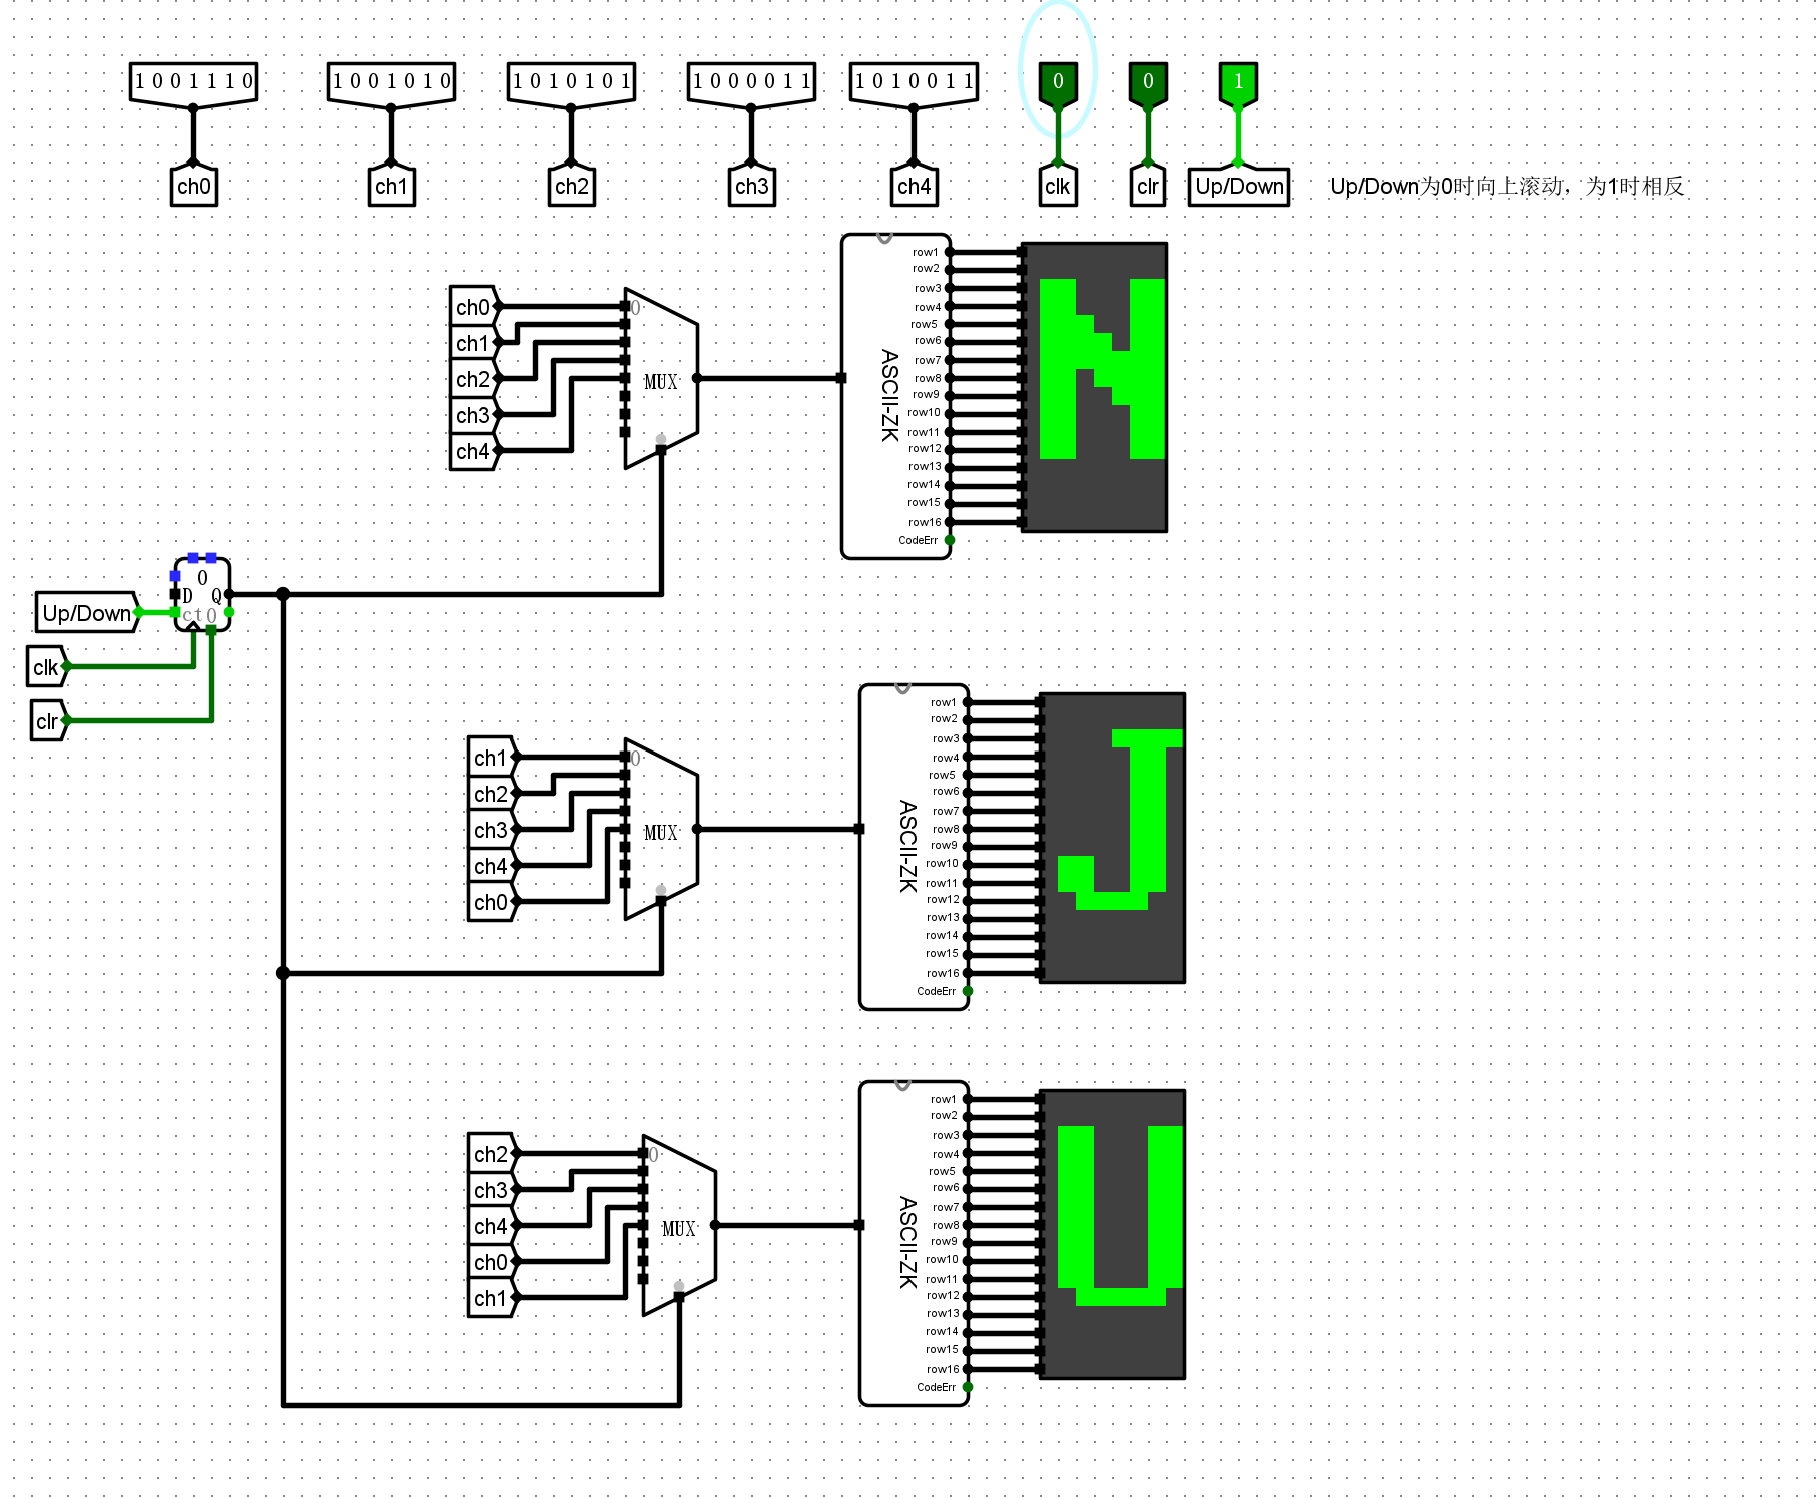 1001110 1001010 1010101 1000011 1010011 0 0 1
ch0 ch1 ch2 ch3 ch4 clk clr Up/Down Up/Down为0时向上滚动，为1时相反
ch0
ch1
ch2
ch3
ch4
0
MUX
ASCII-ZK
row1
row2
row3
row4
row5
row6
row7
row8
row9
row10
row11
row12
row13
row14
row15
row16
CodeErr
N
Up/Down
clk
clr
0
D Q
ct0
ch1
ch2
ch3
ch4
ch0
0
MUX
ASCII-ZK
row1
row2
row3
row4
row5
row6
row7
row8
row9
row10
row11
row12
row13
row14
row15
row16
CodeErr
J
ch2
ch3
ch4
ch0
ch1
0
MUX
ASCII-ZK
row1
row2
row3
row4
row5
row6
row7
row8
row9
row10
row11
row12
row13
row14
row15
row16
CodeErr
U